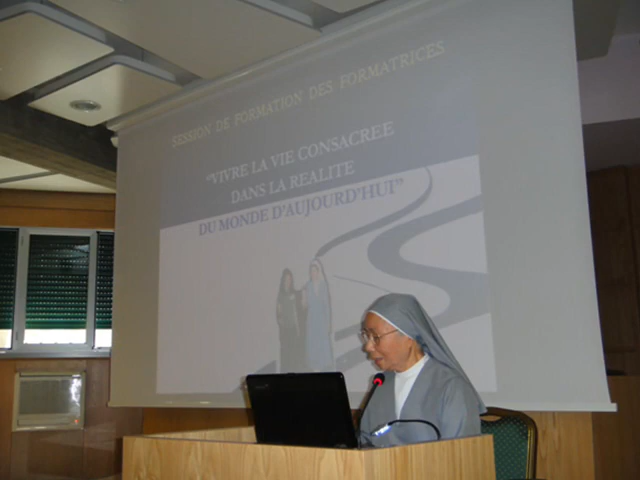 SESSION DE FORMATION DES FORMATRICES
"VIVRE LA VIE CONSACREE
DANS LA REALITE
DU MONDE D'AUJOURD'HUI"